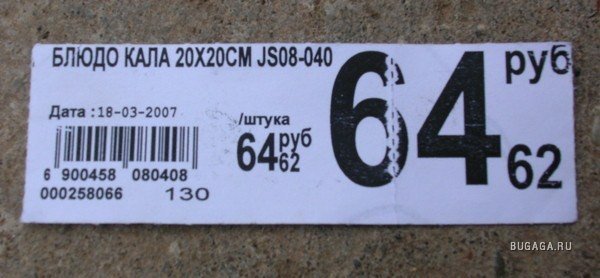 БЛЮДО КАЛА 20Х20СМ JS08-040
Дата :18-03-2007
6 900458 080408
000258066 130
/штука
64 руб 62
64 руб 62
BUGAGA.RU